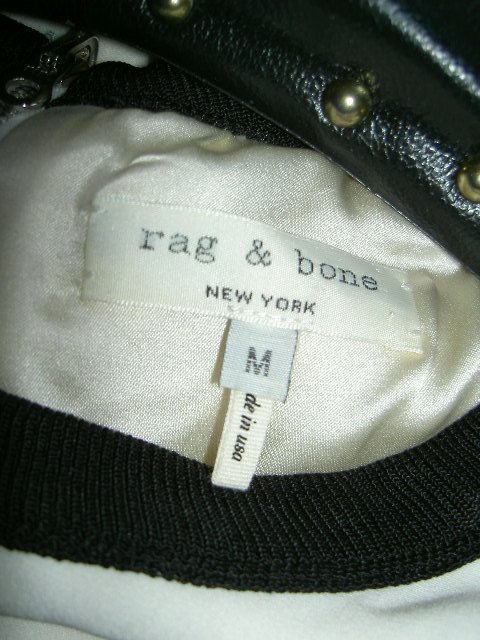 rag & bone
NEW YORK
M
de in usa